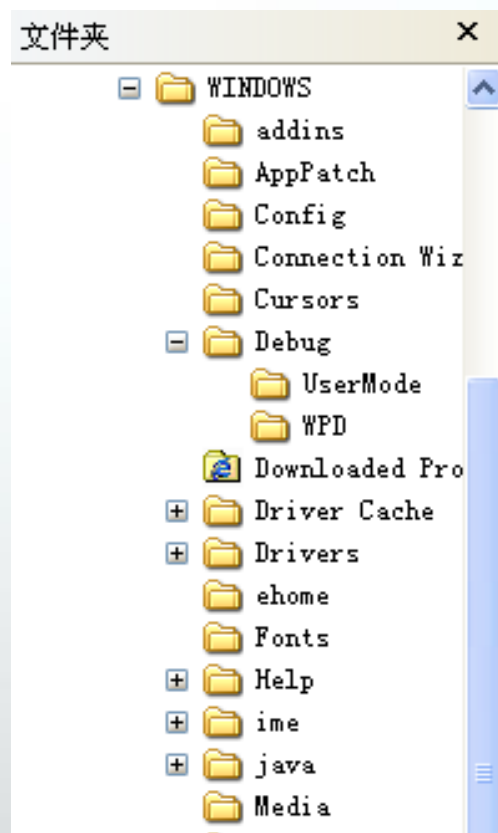 文件夹
WINDOWS
addins
AppPatch
Config
Connection Wiz
Cursors
Debug
UserMode
WPD
Downloaded Pro
Driver Cache
Drivers
ehome
Fonts
Help
ime
java
Media